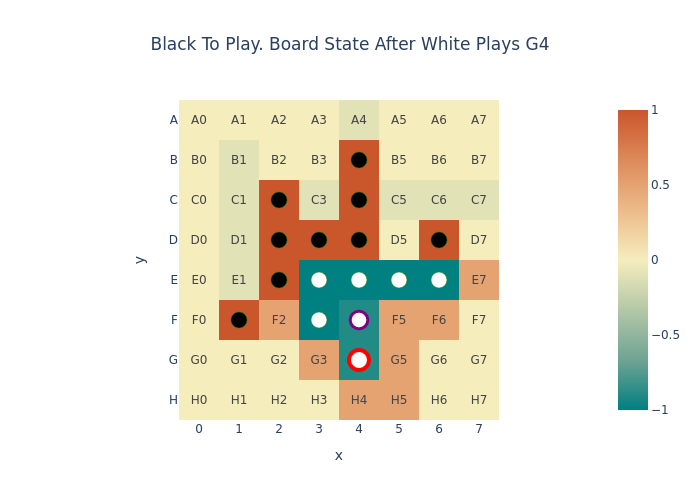 Black To Play. Board State After White Plays G4
A A0 A1 A2 A3 A4 A5 A6 A7
B B0 B1 B2 B3 B5 B6 B7
C C0 C1 C3 C5 C6 C7
D D0 D1 D5 D7
E E0 E1 E7
F F0 F2 F5 F6 F7
G G0 G1 G2 G3 G5 G6 G7
H H0 H1 H2 H3 H4 H5 H6 H7
0 1 2 3 4 5 6 7
x
y
1
0.5
0
−0.5
−1